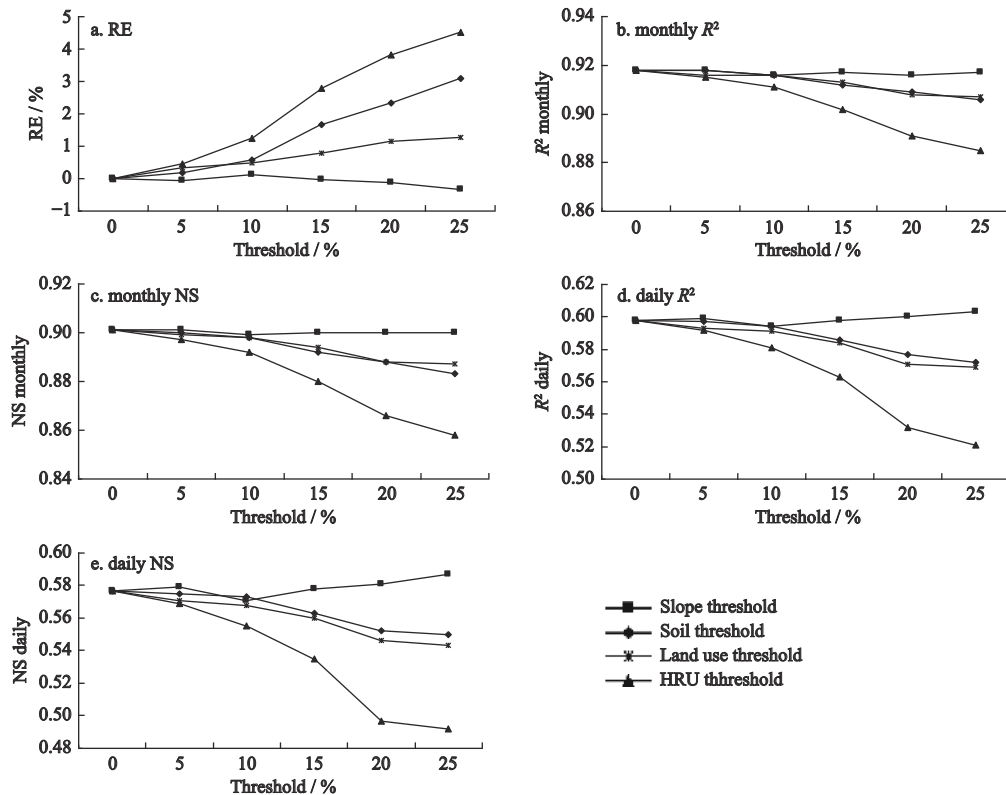 a. RE
RE / %
5
4
3
2
1
0
−1
0 5 10 15 20 25
Threshold / %
b. monthly R²
R² monthly
0.94
0.92
0.90
0.88
0.86
0 5 10 15 20 25
Threshold / %
c. monthly NS
NS monthly
0.92
0.90
0.88
0.86
0.84
0 5 10 15 20 25
Threshold / %
d. daily R²
R² daily
0.62
0.60
0.58
0.56
0.54
0.52
0.50
0 5 10 15 20 25
Threshold / %
e. daily NS
NS daily
0.60
0.58
0.56
0.54
0.52
0.50
0.48
0 5 10 15 20 25
Threshold / %
Slope threshold
Soil threshold
Land use threshold
HRU thhreshold